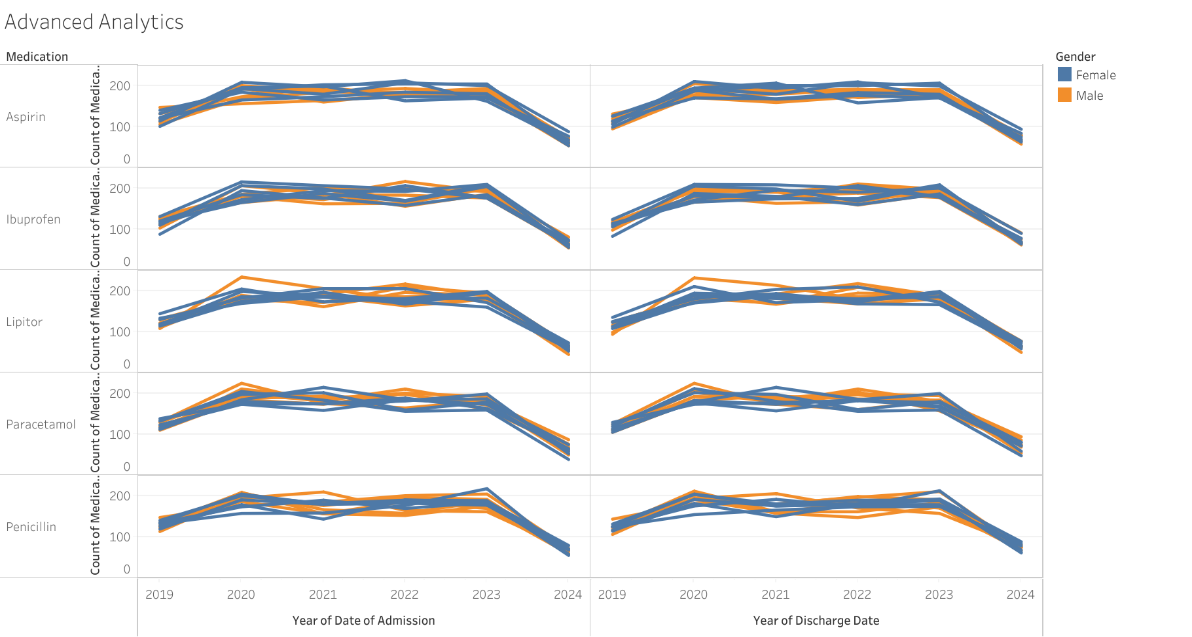 Advanced Analytics
Medication
Gender
Female
Male
Aspirin
Count of Medica..
200
100
0
Ibuprofen
Count of Medica..
200
100
0
Lipitor
Count of Medica..
200
100
0
Paracetamol
Count of Medica..
200
100
0
Penicillin
Count of Medica..
200
100
0
2019 2020 2021 2022 2023 2024 2019 2020 2021 2022 2023 2024
Year of Date of Admission Year of Discharge Date